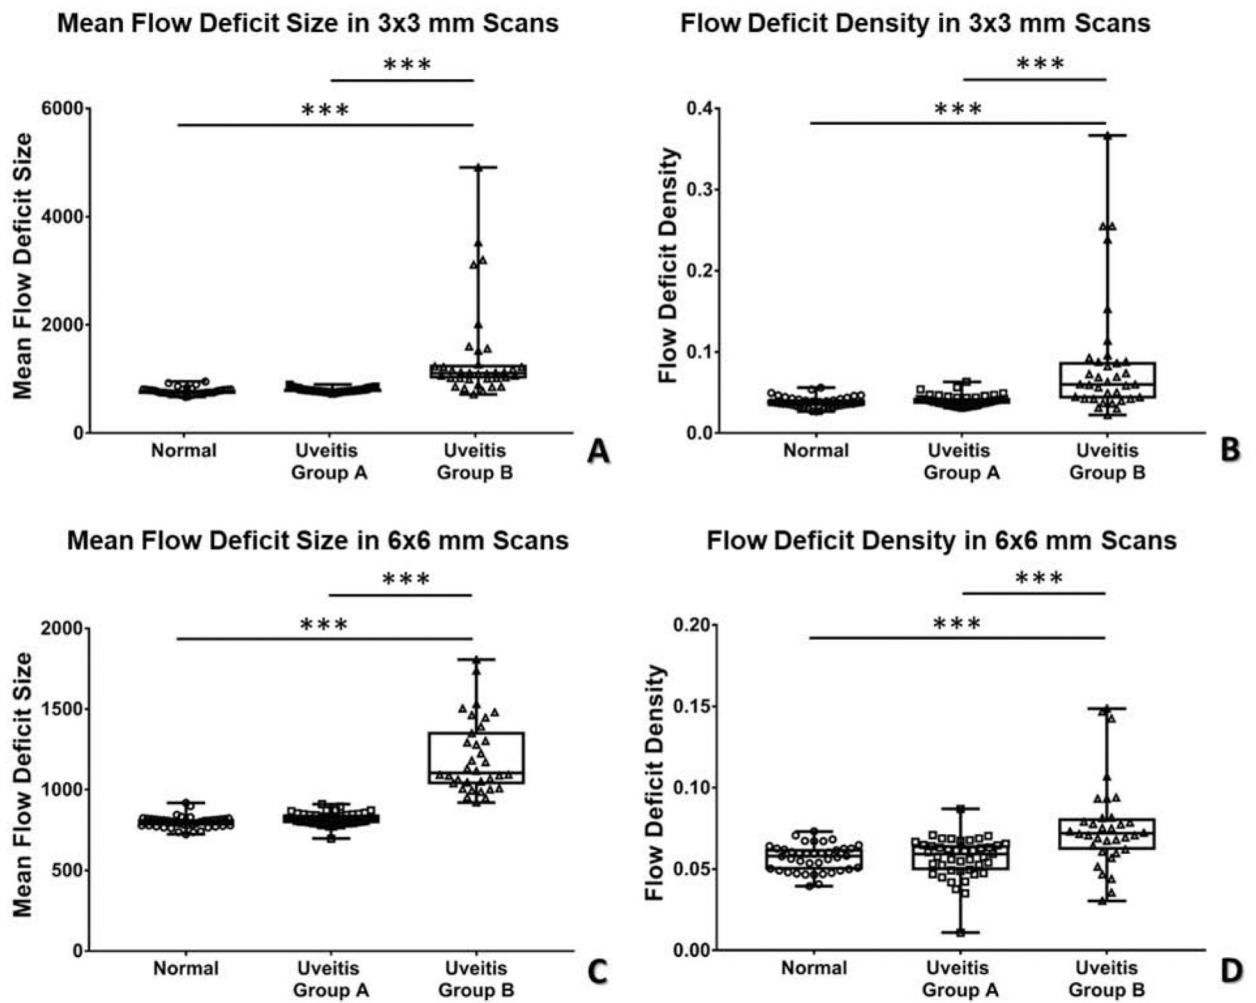 Mean Flow Deficit Size in 3x3 mm Scans
***
***
6000
4000
2000
0
Mean Flow Deficit Size
Normal
Uveitis
Group A
Uveitis
Group B
A
Flow Deficit Density in 3x3 mm Scans
***
***
0.4
0.3
0.2
0.1
0.0
Flow Deficit Density
Normal
Uveitis
Group A
Uveitis
Group B
B
Mean Flow Deficit Size in 6x6 mm Scans
***
***
2000
1500
1000
500
0
Mean Flow Deficit Size
Normal
Uveitis
Group A
Uveitis
Group B
C
Flow Deficit Density in 6x6 mm Scans
***
***
0.20
0.15
0.10
0.05
0.00
Flow Deficit Density
Normal
Uveitis
Group A
Uveitis
Group B
D